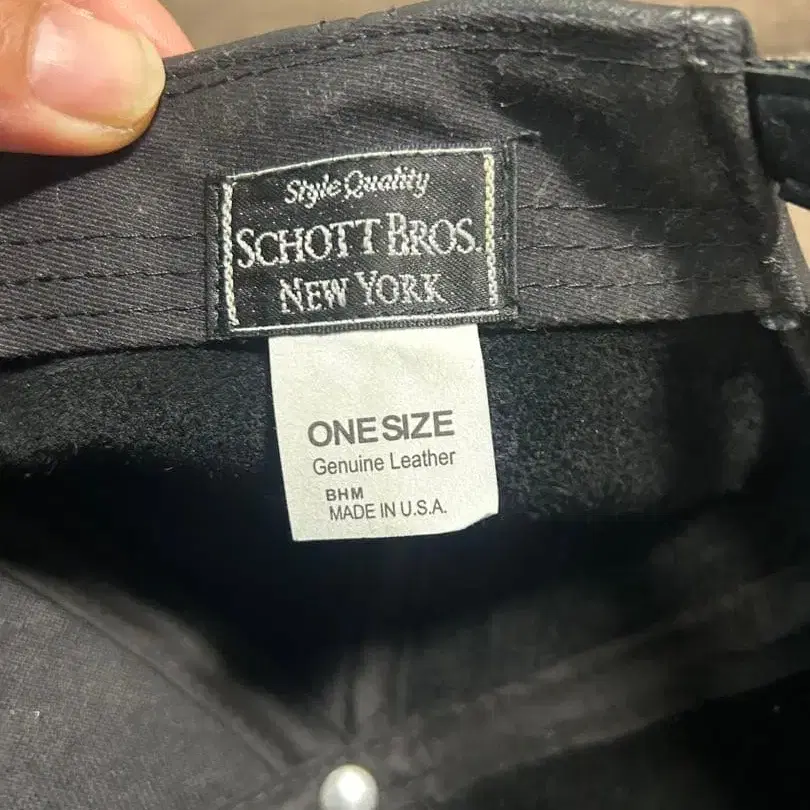 Style Quality
SCHOTT BROS.
NEW YORK
ONE SIZE
Genuine Leather
BHM
MADE IN U.S.A.